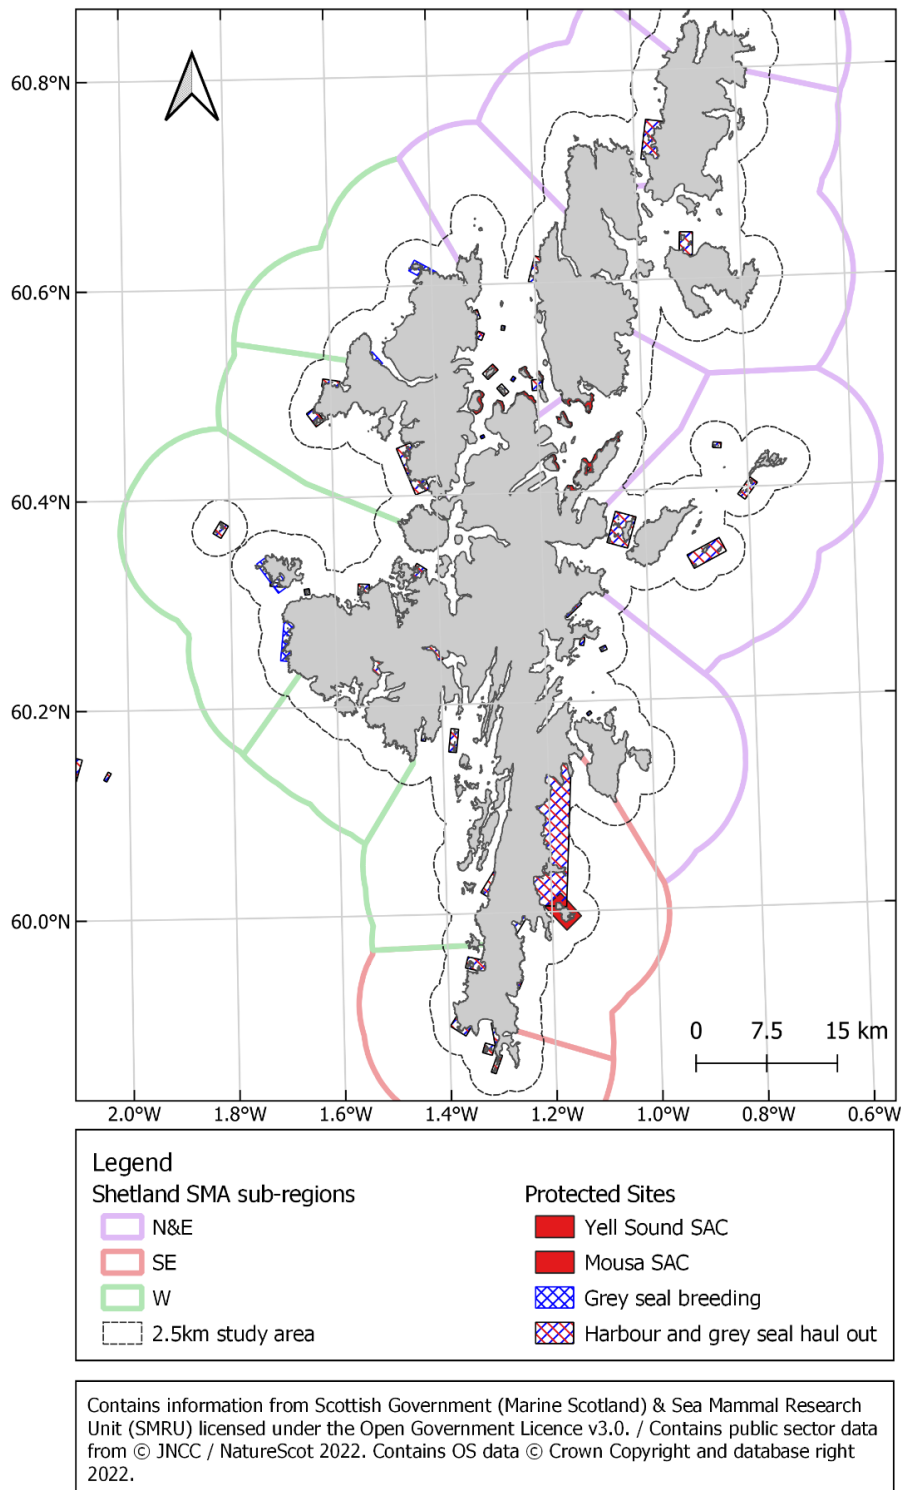 60.8°N
60.6°N
60.4°N
60.2°N
60.0°N
0 7.5 15 km
2.0°W 1.8°W 1.6°W 1.4°W 1.2°W 1.0°W 0.8°W 0.6°W
Legend
Shetland SMA sub-regions
N&E
SE
W
2.5km study area
Protected Sites
Yell Sound SAC
Mousa SAC
Grey seal breeding
Harbour and grey seal haul out
Contains information from Scottish Government (Marine Scotland) & Sea Mammal Research
Unit (SMRU) licensed under the Open Government Licence v3.0. / Contains public sector data
from © JNCC / NatureScot 2022. Contains OS data © Crown Copyright and database right
2022.